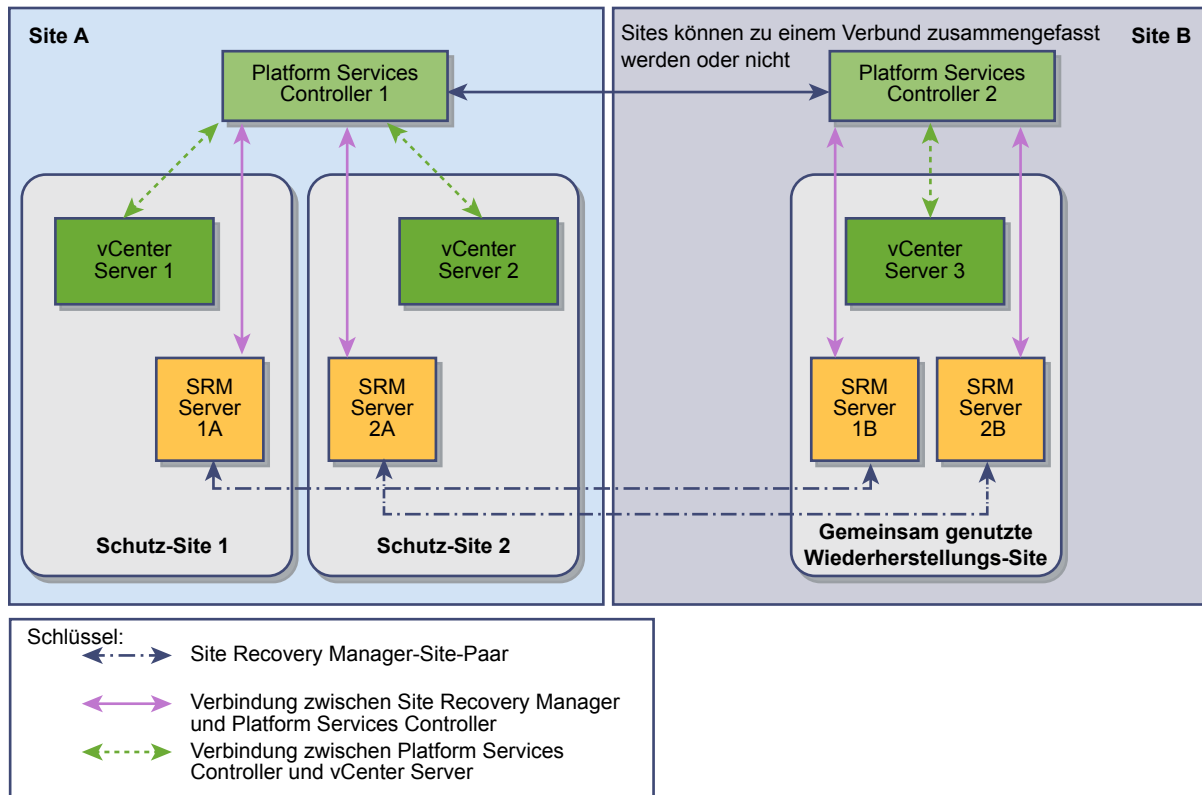 Site A
Sites können zu einem Verbund zusammengefasst
werden oder nicht
Site B
Platform Services
Controller 1
Platform Services
Controller 2
vCenter
Server 1
vCenter
Server 2
vCenter
Server 3
SRM
Server
1A
SRM
Server
2A
SRM
Server
1B
SRM
Server
2B
Schutz-Site 1
Schutz-Site 2
Gemeinsam genutzte
Wiederherstellungs-Site
Schlüssel:
Site Recovery Manager-Site-Paar
Verbindung zwischen Site Recovery Manager
und Platform Services Controller
Verbindung zwischen Platform Services
Controller und vCenter Server